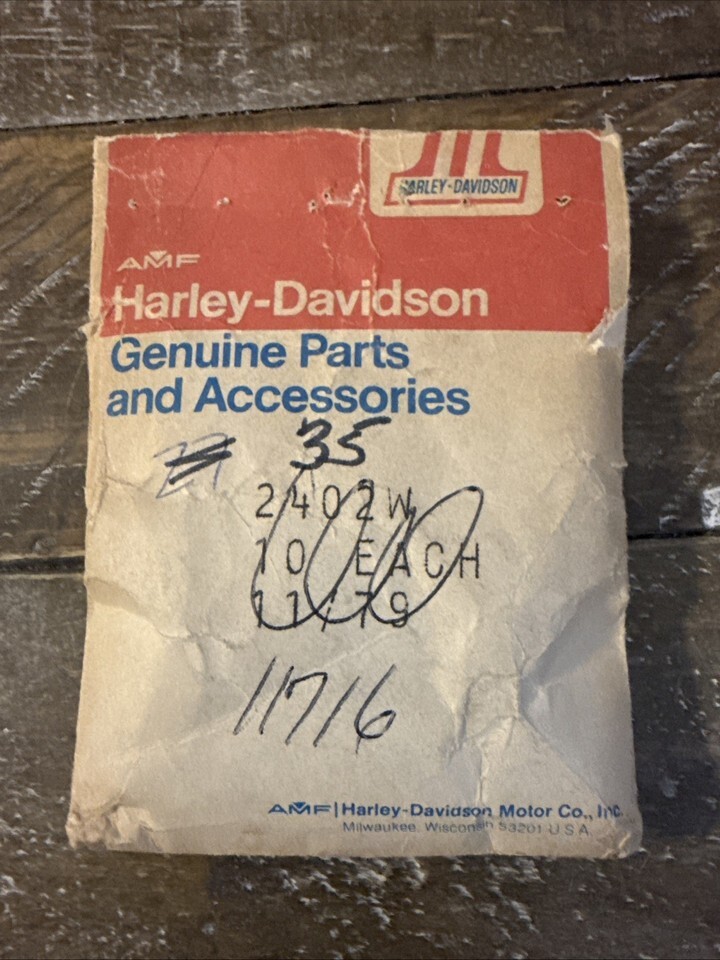 HARLEY-DAVIDSON
AMF
Harley-Davidson
Genuine Parts
and Accessories
27 35
2402W
10 EACH
11/79
11716
AMF | Harley-Davidson Motor Co., Inc.
Milwaukee, Wisconsin 53201 U S A